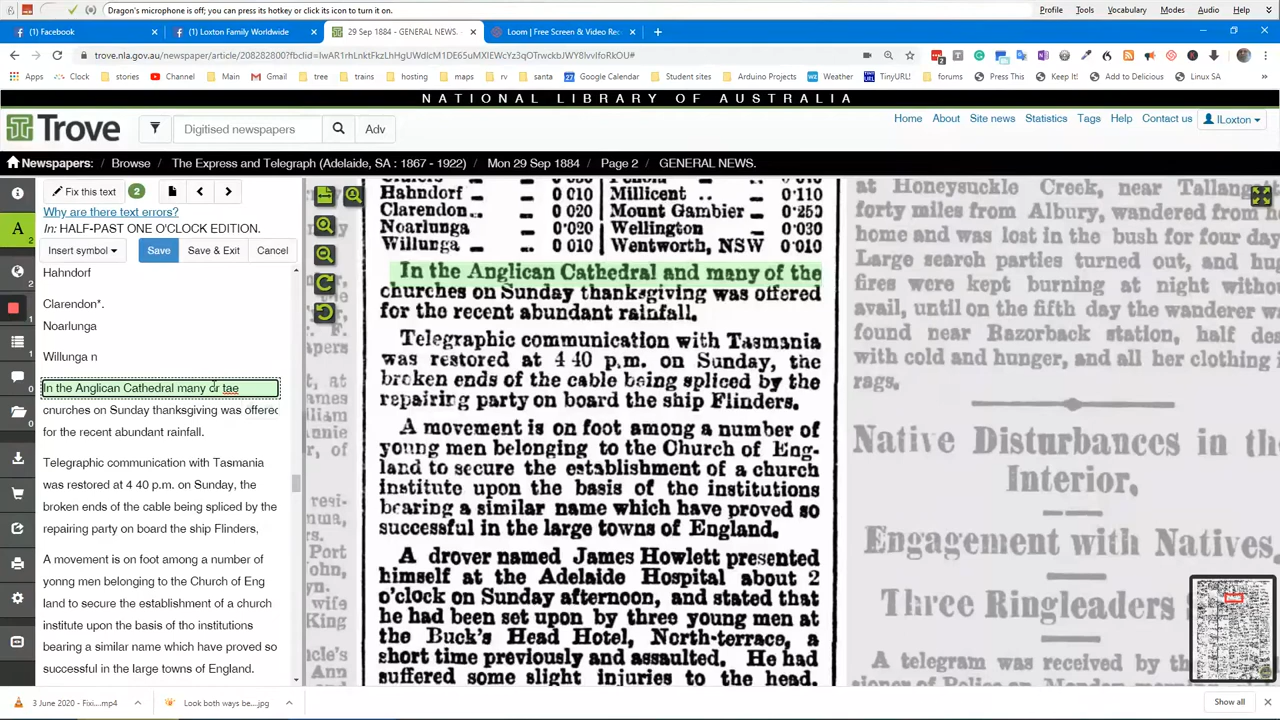 Dragon's microphone is off; you can press its hotkey or click its icon to turn it on.
Profile Tools Vocabulary Modes Audio Help
(1) Facebook
(1) Loxton Family Worldwide
29 Sep 1884 - GENERAL NEWS.
Loom | Free Screen & Video Rec
trove.nla.gov.au/newspaper/article/208282800?fbclid=
Apps Clock stories Channel Main Gmail tree trains hosting maps rv santa Google Calendar Student sites Arduino Projects Weather TinyURL! forums Press This Keep It! Add to Delicious Linux SA
NATIONAL LIBRARY OF AUSTRALIA
Trove
Digitised newspapers
Adv
Home About Site news Statistics Tags Help Contact us ILoxton
Newspapers: Browse The Express and Telegraph (Adelaide, SA : 1867 - 1922) Mon 29 Sep 1884 Page 2 GENERAL NEWS.
Fix this text 2
Why are there text errors?
In: HALF-PAST ONE O'CLOCK EDITION.
Insert symbol Save Save & Exit Cancel
Hahndorf
Clarendon*.
Noarlunga
Willunga n
In the Anglican Cathedral many or tae
churches on Sunday thanksgiving was offered
for the recent abundant rainfall.
Telegraphic communication with Tasmania
was restored at 4 40 p.m. on Sunday, the
broken ends of the cable being spliced by the
repairing party on board the ship Flinders,
A movement is on foot among a number of
yonng men belonging to the Church of Eng
land to secure the establishment of a church
institute upon the basis of tho institutions
bearing a similar name which have proved so
successful in the large towns of England.
Hahndorf 0 010 Millicent .. 0·110
Clarendon 0 020 Mount Gambier 0·250
Noarlunga 0·020 Wellington 0·030
Willunga 0 010 Wentworth, NSW 0·010
In the Anglican Cathedral and many of the
churches on Sunday thanksgiving was offered
for the recent abundant rainfall.
Telegraphic communication with Tasmania
was restored at 4 40 p.m. on Sunday, the
broken ends of the cable being spliced by the
repairing party on board the ship Flinders.
A movement is on foot among a number of
young men belonging to the Church of Eng-
land to secure the establishment of a church
institute upon the basis of the institutions
bearing a similar name which have proved so
successful in the large towns of England.
A drover named James Howlett presented
himself at the Adelaide Hospital about 2
o'clock on Sunday afternoon, and stated that
he had been set upon by three young men at
the Buck's Head Hotel, North-terrace, a
short time previously and assaulted. He had
suffered some slight injuries to the head,
at Honeysuckle Creek, near
forty miles from Albury, wandered from
home and was lost in the bush for four
Large search parties turned out, and
fires were kept burning at night
avail, until on the fifth day the wanderer
found near Razorback station, half
with cold and hunger, and all her clothing
rags.
Native Disturbances in
Interior.
Engagement with Natives
Three Ringleaders
A telegram was received by
3 June 2020 - Fixi....mp4
Look both ways be....jpg
Show all